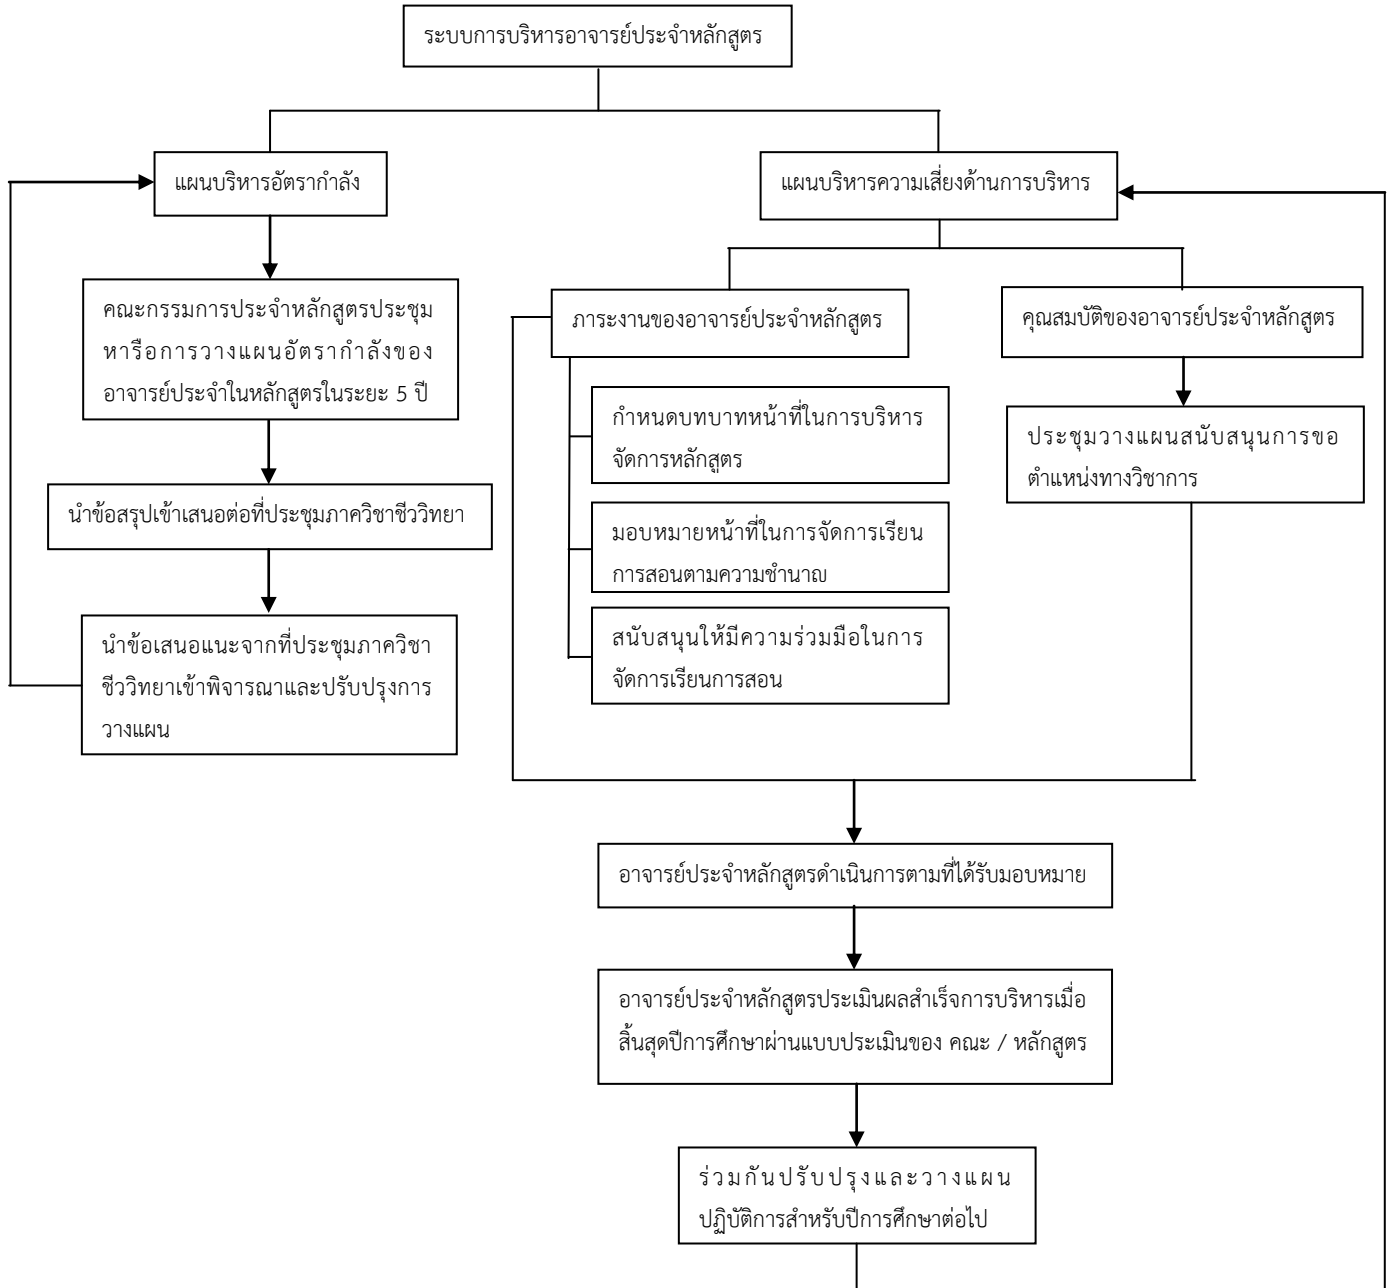 ระบบการบริหารอาจารย์ประจำหลักสูตร
แผนบริหารอัตรากำลัง
แผนบริหารความเสี่ยงด้านการบริหาร
คณะกรรมการประจำหลักสูตรประชุม
หารือการวางแผนอัตรากำลังของ
อาจารย์ประจำในหลักสูตรในระยะ 5 ปี
นำข้อสรุปเข้าเสนอต่อที่ประชุมภาควิชาชีววิทยา
นำข้อเสนอแนะจากที่ประชุมภาควิชา
ชีววิทยาเข้าพิจารณาและปรับปรุงการ
วางแผน
ภาระงานของอาจารย์ประจำหลักสูตร
กำหนดบทบาทหน้าที่ในการบริหาร
จัดการหลักสูตร
มอบหมายหน้าที่ในการจัดการเรียน
การสอนตามความชำนาญ
สนับสนุนให้มีความร่วมมือในการ
จัดการเรียนการสอน
คุณสมบัติของอาจารย์ประจำหลักสูตร
ประชุมวางแผนสนับสนุนการขอ
ตำแหน่งทางวิชาการ
อาจารย์ประจำหลักสูตรดำเนินการตามที่ได้รับมอบหมาย
อาจารย์ประจำหลักสูตรประเมินผลสำเร็จการบริหารเมื่อ
สิ้นสุดปีการศึกษาผ่านแบบประเมินของ คณะ / หลักสูตร
ร่วมกันปรับปรุงและวางแผน
ปฏิบัติการสำหรับปีการศึกษาต่อไป